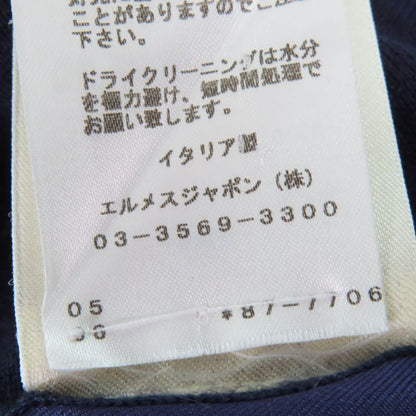 ことがありますのでご注意
下さい。
ドライクリーニングは水分
を極力避け、短時間処理で
お願い致します。
イタリア製
エルメスジャポン（株）
03-3569-3300
05
06 *87-7706